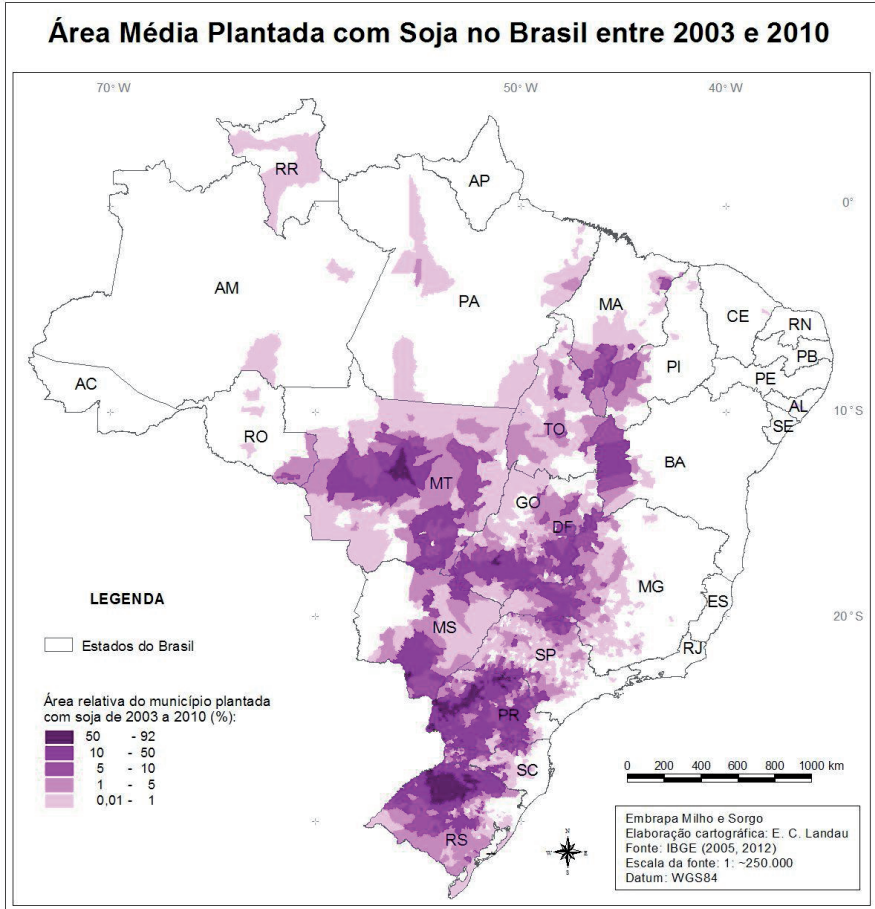 Área Média Plantada com Soja no Brasil entre 2003 e 2010
70° W 50° W 40° W
RR
AP
0°
AM
PA
MA
CE
RN
PB
PI
PE
AC
AL
SE
10° S
RO
TO
BA
MT
GO
DF
MG
ES
LEGENDA
20° S
MS
RJ
Estados do Brasil
SP
Área relativa do município plantada
com soja de 2003 a 2010 (%):
50 - 92
10 - 50
5 - 10
1 - 5
0,01 - 1
PR
SC
RS
0 200 400 600 800 1000 km
Embrapa Milho e Sorgo
Elaboração cartográfica: E. C. Landau
Fonte: IBGE (2005, 2012)
Escala da fonte: 1: ~250.000
Datum: WGS84